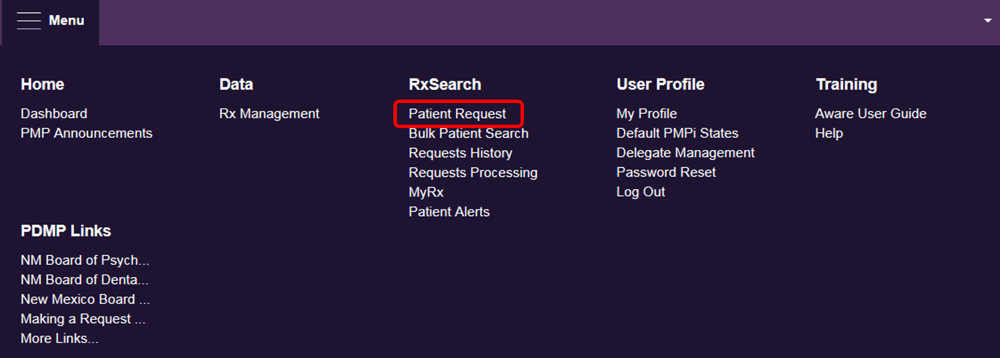 Menu
Home
Dashboard
PMP Announcements
Data
Rx Management
RxSearch
Patient Request
Bulk Patient Search
Requests History
Requests Processing
MyRx
Patient Alerts
User Profile
My Profile
Default PMPi States
Delegate Management
Password Reset
Log Out
Training
Aware User Guide
Help
PDMP Links
NM Board of Psych...
NM Board of Denta...
New Mexico Board ...
Making a Request ...
More Links...